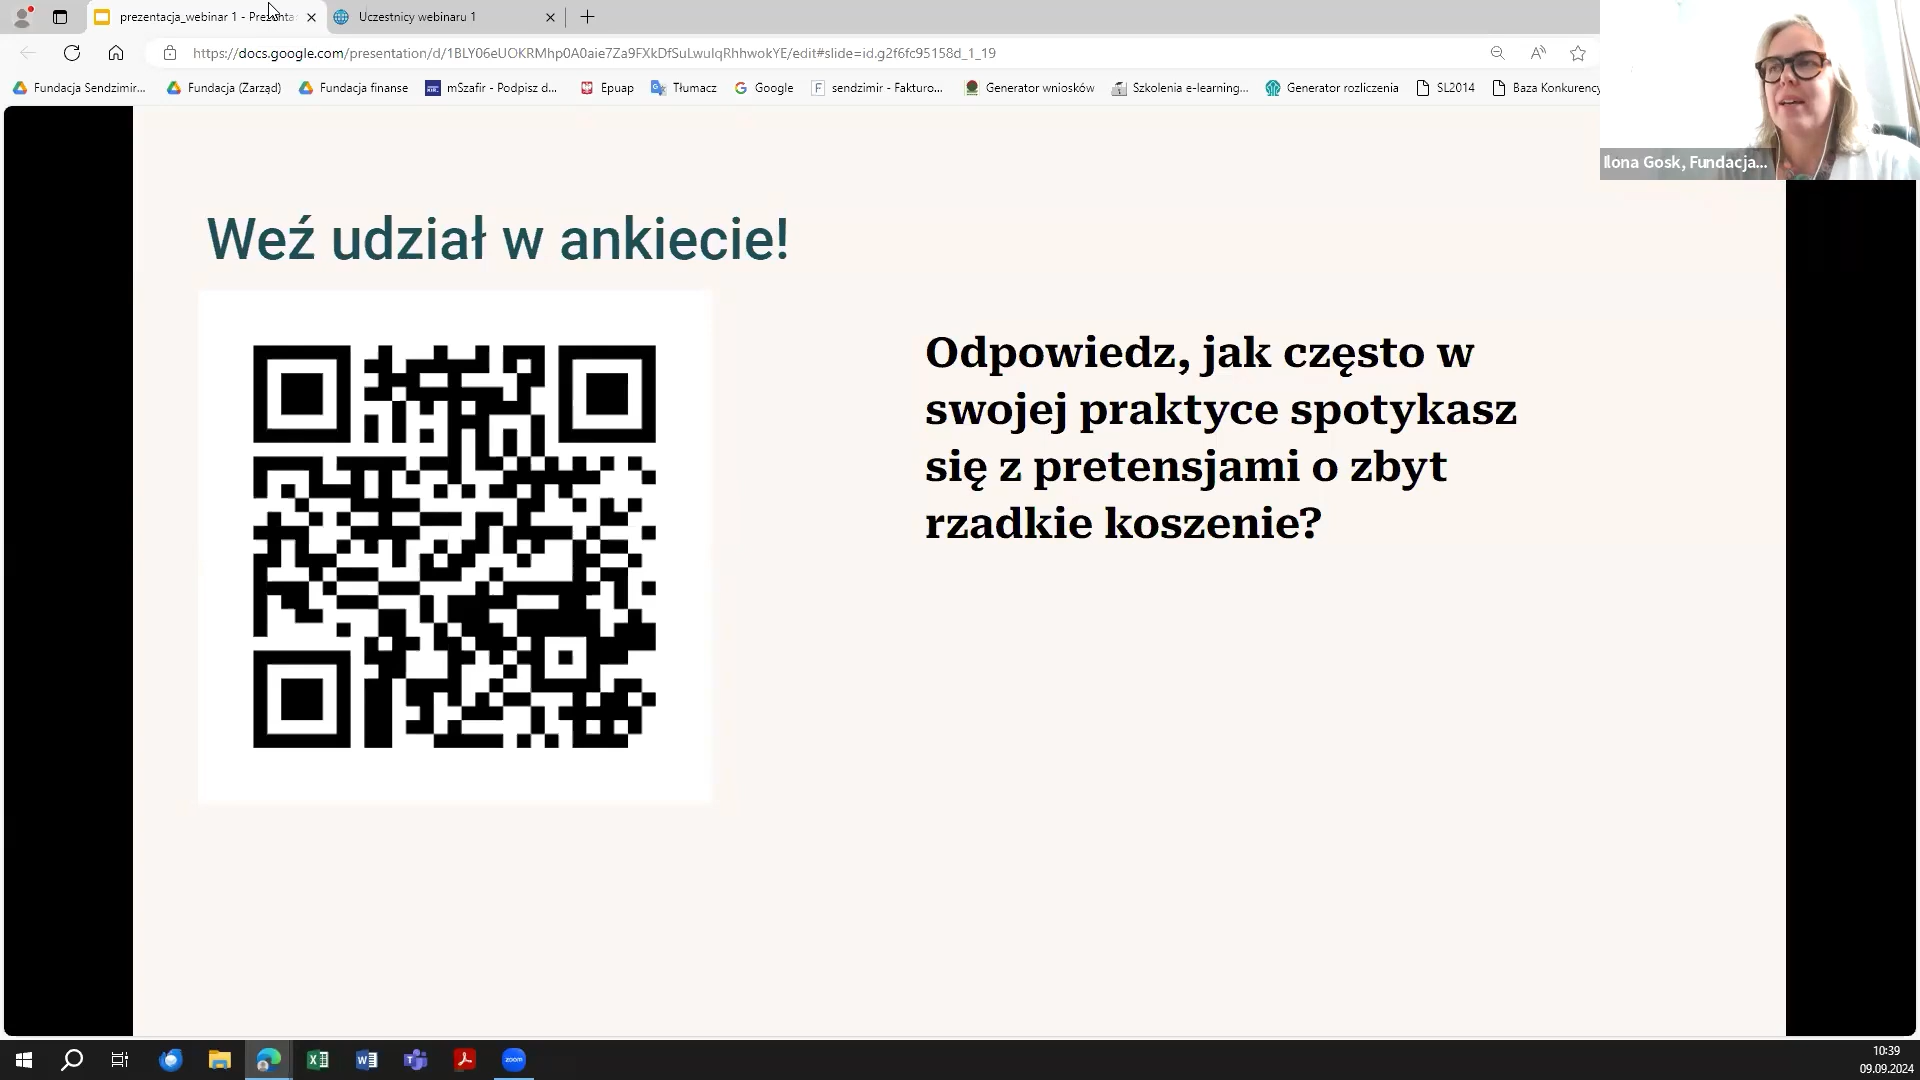 prezentacja_webinar 1 - Prezenta
Uczestnicy webinaru 1
https://docs.google.com/presentation/d/1BLY06eUOKRMhp0A0aie7Za9FXkDfSuLwulqRhhwokYE/edit#slide=id.g2f6fc95158d_1_19
Fundacja Sendzimir...
Fundacja (Zarząd)
Fundacja finanse
mSzafir - Podpisz d...
Epuap
Tłumacz
Google
sendzimir - Fakturo...
Generator wniosków
Szkolenia e-learning...
Generator rozliczenia
SL2014
Baza Konkurency
Ilona Gosk, Fundacja...
Weź udział w ankiecie!
Odpowiedz, jak często w
swojej praktyce spotykasz
się z pretensjami o zbyt
rzadkie koszenie?
zoom
10:39
09.09.2024